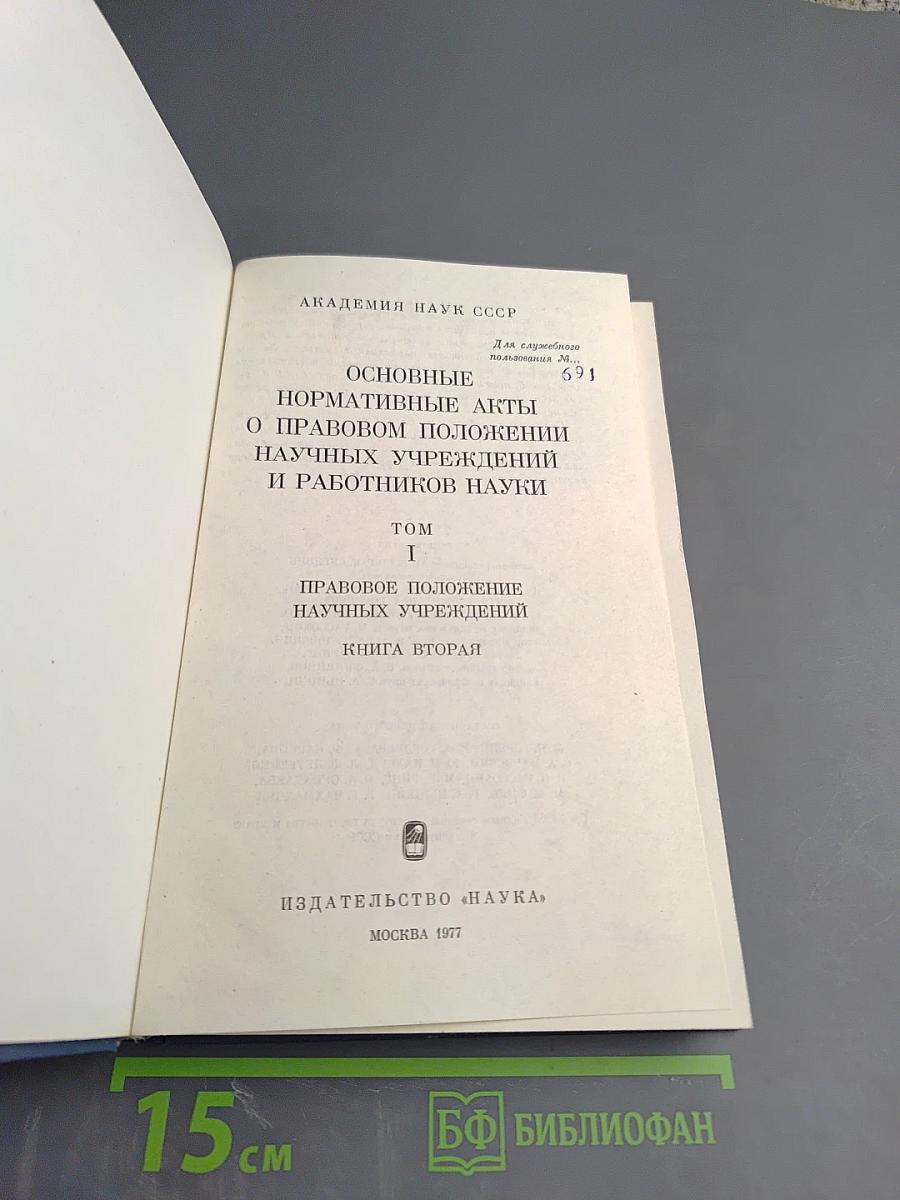 АКАДЕМИЯ НАУК СССР
Для служебного
пользования №...
691
ОСНОВНЫЕ
НОРМАТИВНЫЕ АКТЫ
О ПРАВОВОМ ПОЛОЖЕНИИ
НАУЧНЫХ УЧРЕЖДЕНИЙ
И РАБОТНИКОВ НАУКИ
ТОМ
I
ПРАВОВОЕ ПОЛОЖЕНИЕ
НАУЧНЫХ УЧРЕЖДЕНИЙ
КНИГА ВТОРАЯ
ИЗДАТЕЛЬСТВО «НАУКА»
МОСКВА 1977
15 см
БФ БИБЛИОФАН